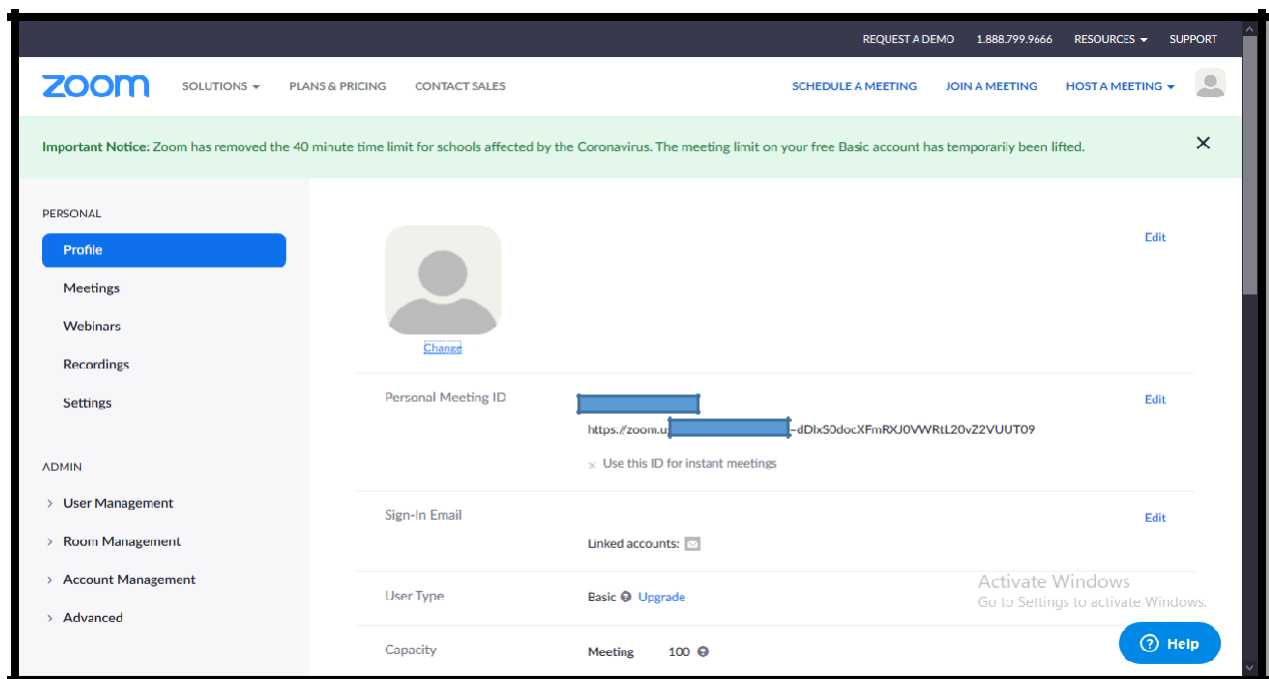 REQUEST A DEMO 1.888.799.9666 RESOURCES SUPPORT
zoom SOLUTIONS PLANS & PRICING CONTACT SALES SCHEDULE A MEETING JOIN A MEETING HOST A MEETING
Important Notice: Zoom has removed the 40 minute time limit for schools affected by the Coronavirus. The meeting limit on your free Basic account has temporarily been lifted.
PERSONAL
Profile
Meetings
Webinars
Recordings
Settings
ADMIN
User Management
Room Management
Account Management
Advanced
Edit
Change
Personal Meeting ID
Edit
https://zoom.u
× Use this ID for instant meetings
Sign-In Email
Edit
Linked accounts:
User Type
Basic Upgrade
Capacity
Meeting 100
Activate Windows
Go to Settings to activate Windows.
Help